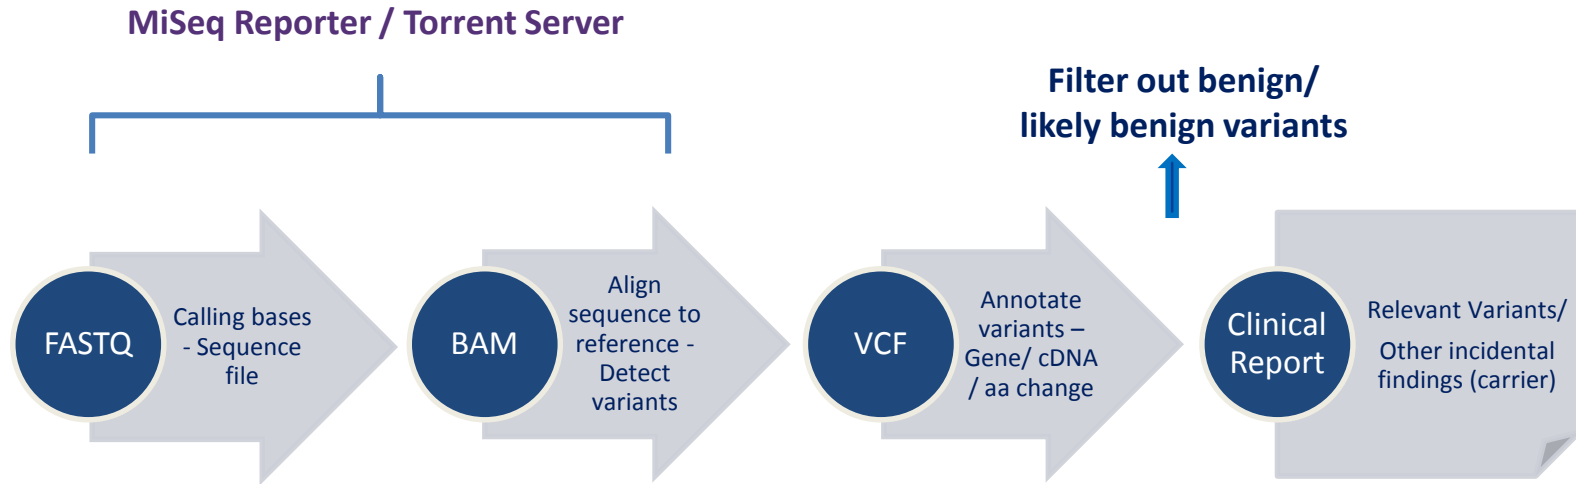 MiSeq Reporter / Torrent Server
Filter out benign/
likely benign variants
FASTQ
Calling bases
- Sequence
file
BAM
Align
sequence to
reference -
Detect
variants
VCF
Annotate
variants –
Gene/ cDNA
/ aa change
Clinical
Report
Relevant Variants/
Other incidental
findings (carrier)